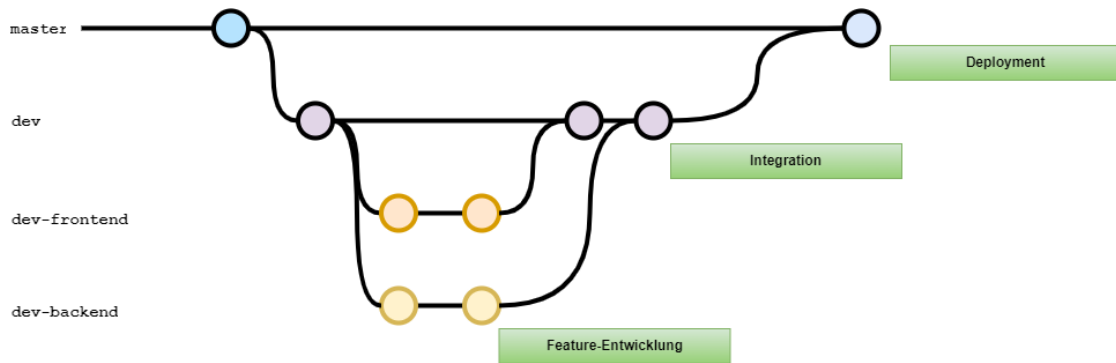 master
Deployment
dev
Integration
dev-frontend
dev-backend
Feature-Entwicklung